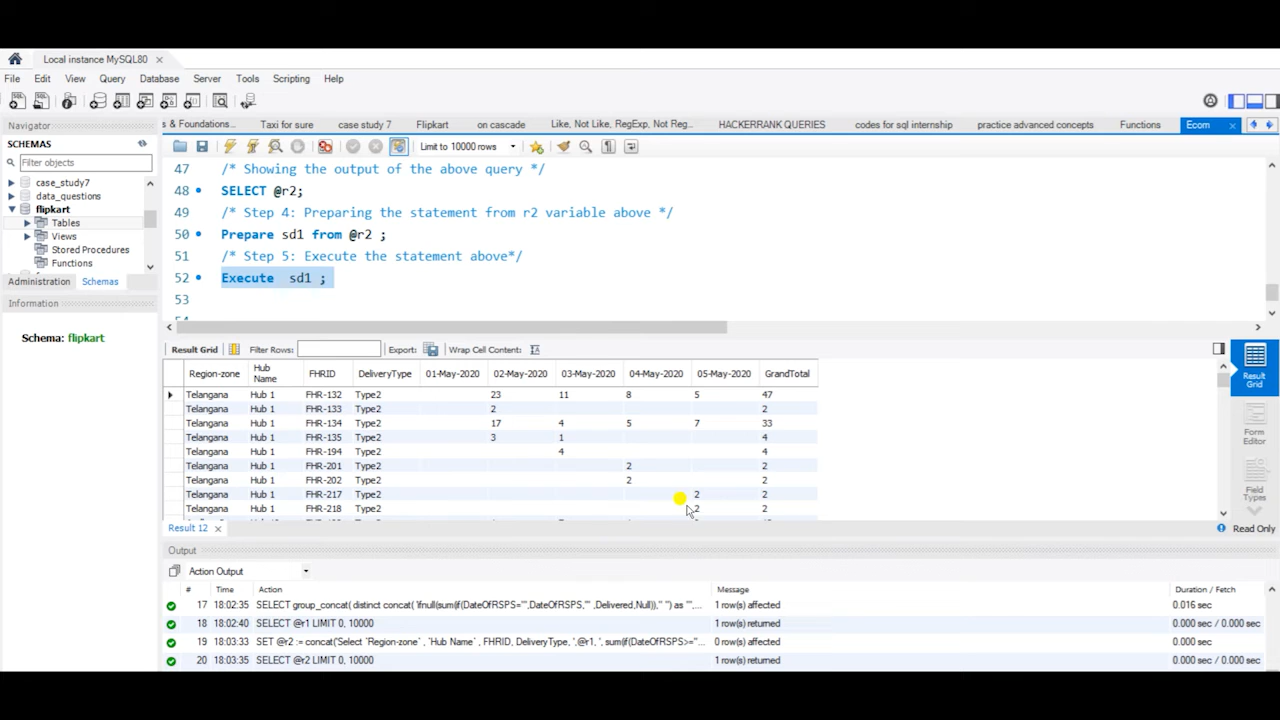 Local instance MySQL80
File Edit View Query Database Server Tools Scripting Help
Navigator
s & Foundations... Taxi for sure case study 7 Flipkart on cascade Like, Not Like, RegExp, Not Reg... HACKERRANK QUERIES codes for sql internship practice advanced concepts Functions Ecom
SCHEMAS
Limit to 10000 rows
Filter objects
case_study7
data_questions
flipkart
Tables
Views
Stored Procedures
Functions
Administration Schemas
Information
Schema: flipkart
47 /* Showing the output of the above query */
48 SELECT @r2;
49 /* Step 4: Preparing the statement from r2 variable above */
50 Prepare sd1 from @r2 ;
51 /* Step 5: Execute the statement above*/
52 Execute sd1 ;
53
Result Grid Filter Rows: Export: Wrap Cell Content:
Region-zone Hub Name FHRID DeliveryType 01-May-2020 02-May-2020 03-May-2020 04-May-2020 05-May-2020 GrandTotal
Telangana Hub 1 FHR-132 Type2 23 11 8 5 47
Telangana Hub 1 FHR-133 Type2 2 2
Telangana Hub 1 FHR-134 Type2 17 4 5 7 33
Telangana Hub 1 FHR-135 Type2 3 1 4
Telangana Hub 1 FHR-194 Type2 4 4
Telangana Hub 1 FHR-201 Type2 2 2
Telangana Hub 1 FHR-202 Type2 2 2
Telangana Hub 1 FHR-217 Type2 2 2
Telangana Hub 1 FHR-218 Type2 2 2
Result Grid
Form Editor
Field Types
Result 12
Read Only
Output
Action Output
# Time Action Message Duration / Fetch
17 18:02:35 SELECT group_concat( distinct concat( 'ifnull(sum(if(DateOfRSPS="',DateOfRSPS,'" ,Delivered,Null))," ") as "',... 1 row(s) affected 0.016 sec
18 18:02:40 SELECT @r1 LIMIT 0, 10000 1 row(s) returned 0.000 sec / 0.000 sec
19 18:03:33 SET @r2 := concat('Select `Region-zone` , `Hub Name` , FHRID, DeliveryType, ',@r1, ', sum(if(DateOfRSPS>="... 0 row(s) affected 0.000 sec
20 18:03:35 SELECT @r2 LIMIT 0, 10000 1 row(s) returned 0.000 sec / 0.000 sec